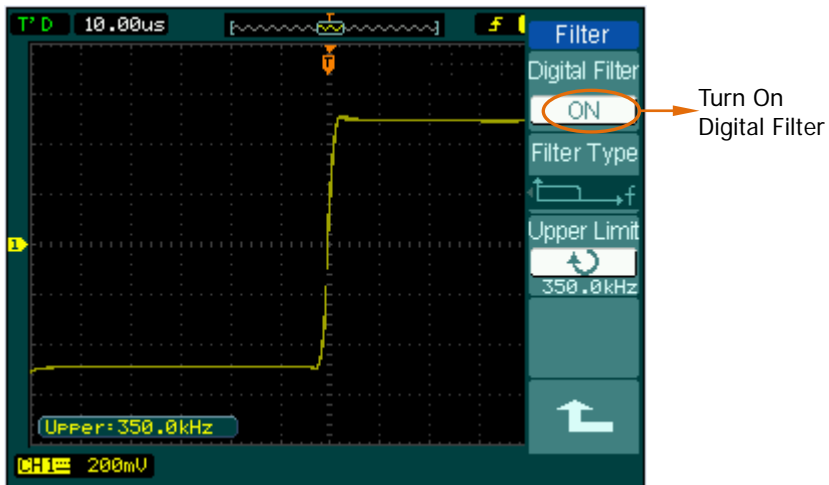 T'D 10.00us
T
Filter
Digital Filter
ON
Turn On
Digital Filter
Filter Type
f
Upper Limit
350.0kHz
1
Upper=350.0kHz
CH1 200mV